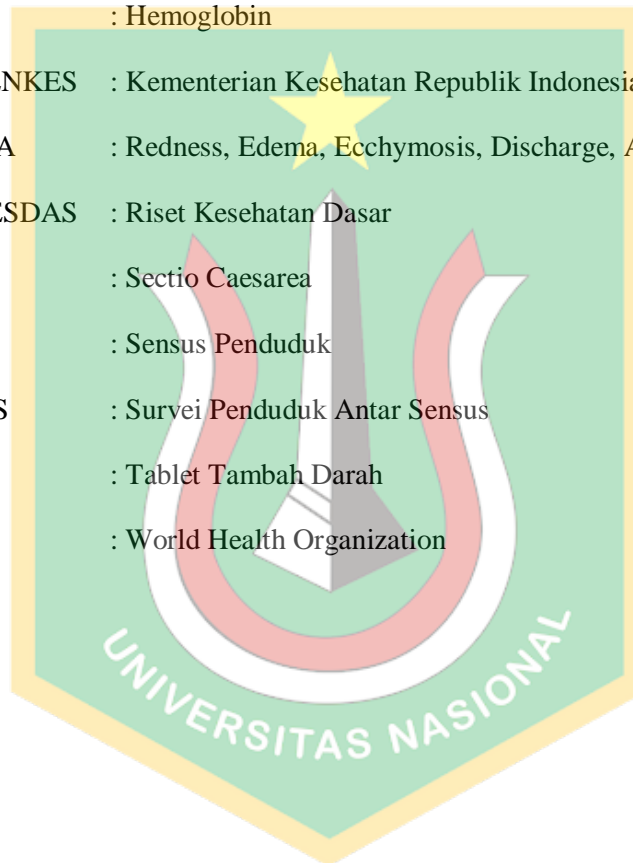 : Hemoglobin
NKES : Kementerian Kesehatan Republik Indonesia
A : Redness, Edema, Ecchymosis, Discharge, A
ESDAS : Riset Kesehatan Dasar
: Sectio Caesarea
: Sensus Penduduk
S : Survei Penduduk Antar Sensus
: Tablet Tambah Darah
: World Health Organization
UNIVERSITAS NASIONAL